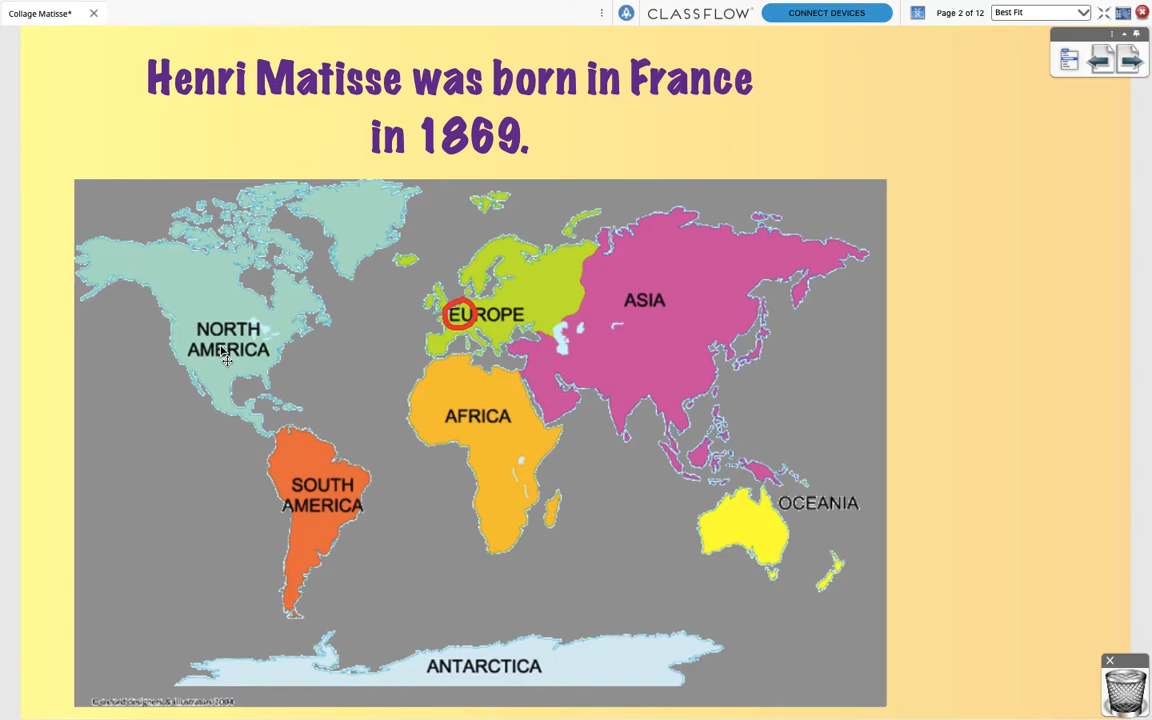 Collage Matisse*
CLASSFLOW
CONNECT DEVICES
Page 2 of 12
Best Fit
Henri Matisse was born in France
in 1869.
NORTH
AMERICA
EUROPE
ASIA
AFRICA
SOUTH
AMERICA
OCEANIA
ANTARCTICA